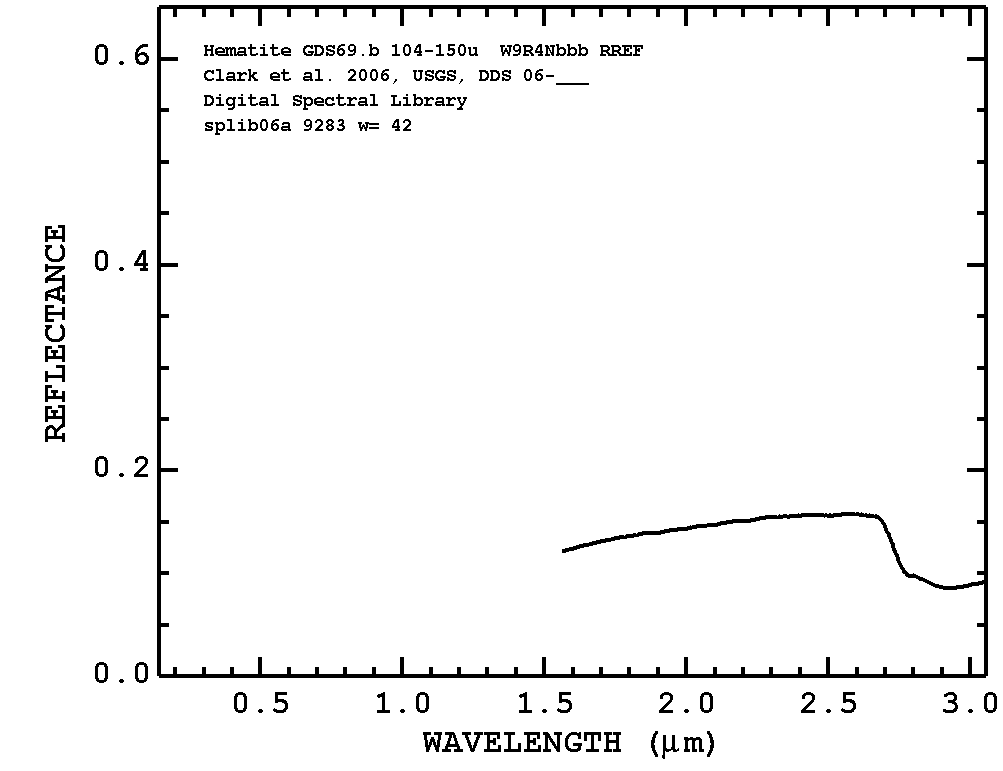 Hematite GDS69.b 104-150u W9R4Nbbb RREF
Clark et al. 2006, USGS, DDS 06-___
Digital Spectral Library
splib06a 9283 w= 42
REFLECTANCE
0.6
0.4
0.2
0.0
0.5 1.0 1.5 2.0 2.5 3.0
WAVELENGTH (μm)